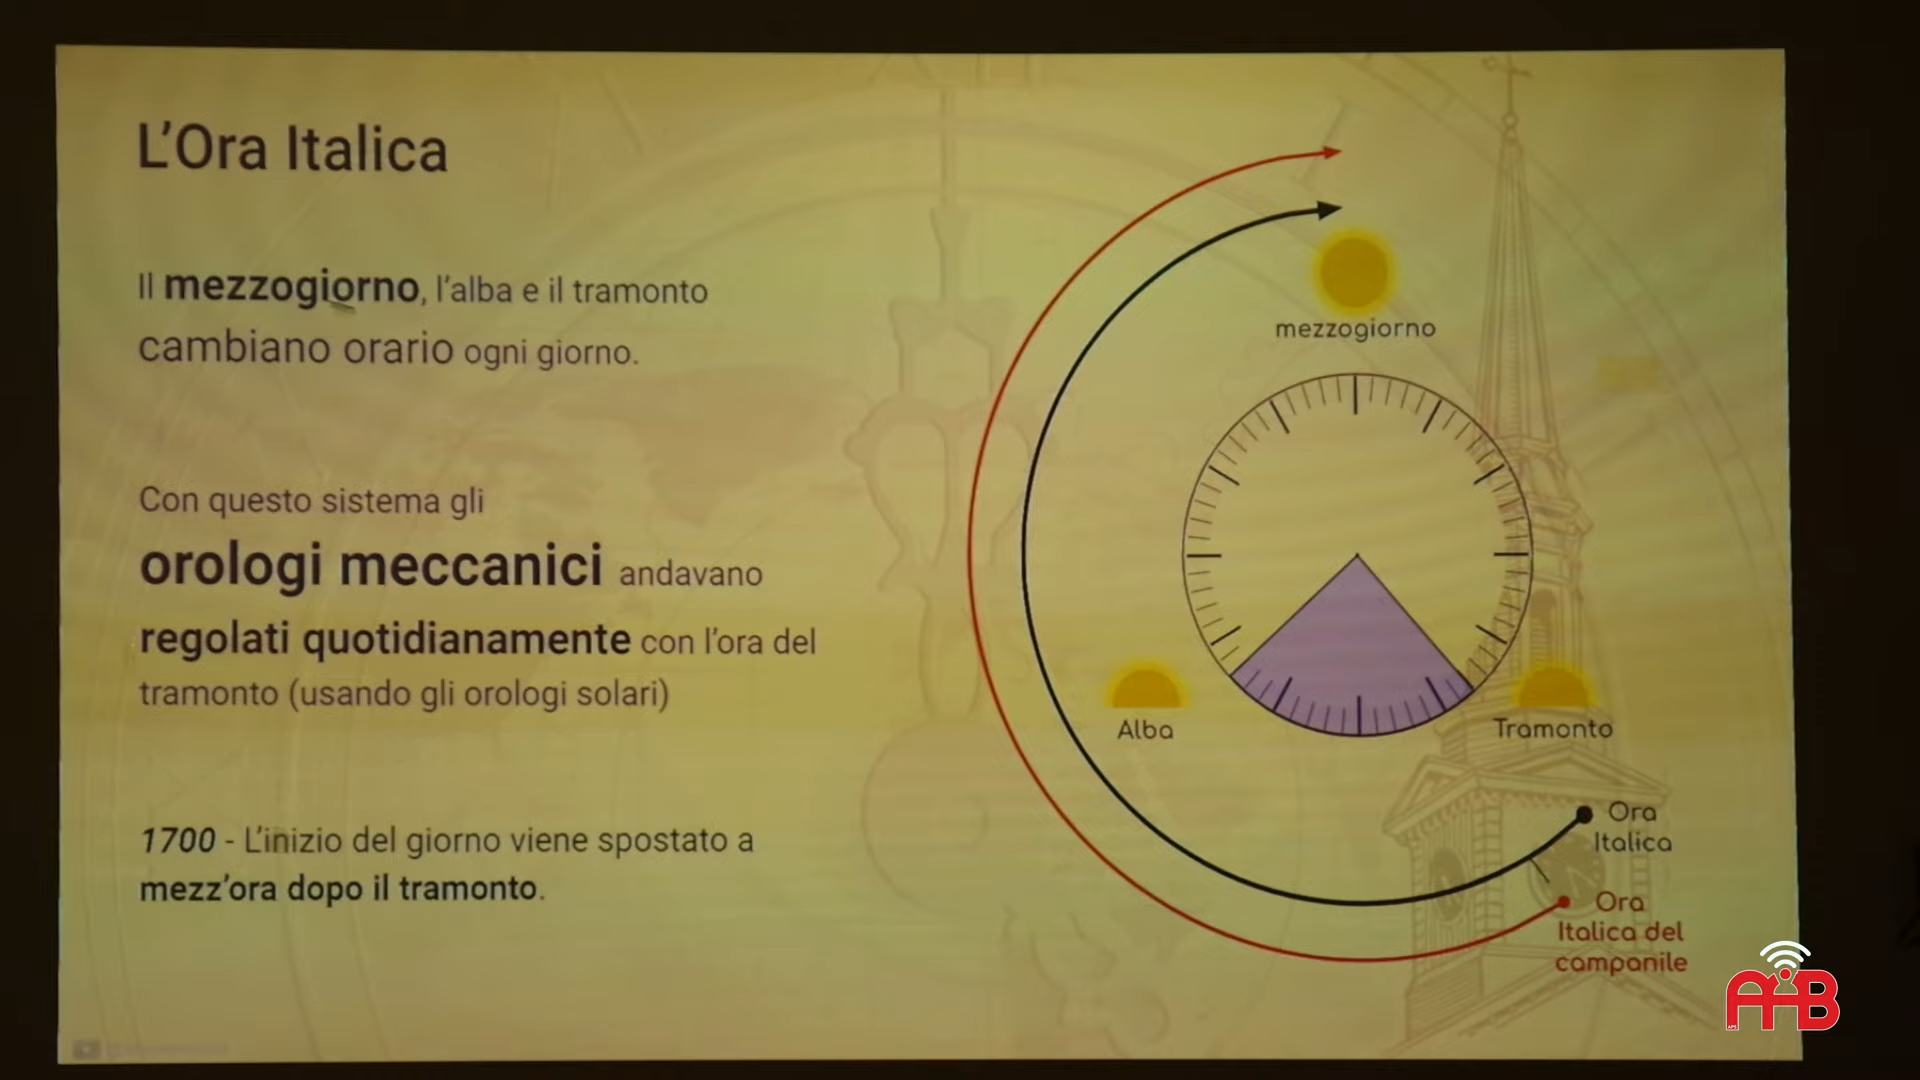 L'Ora Italica
Il mezzogiorno, l'alba e il tramonto
cambiano orario ogni giorno.
Con questo sistema gli
orologi meccanici andavano
regolati quotidianamente con l'ora del
tramonto (usando gli orologi solari)
1700 - L'inizio del giorno viene spostato a
mezz'ora dopo il tramonto.
mezzogiorno
Alba
Tramonto
Ora
Italica
Ora
Italica del
campanile
AIB
APS